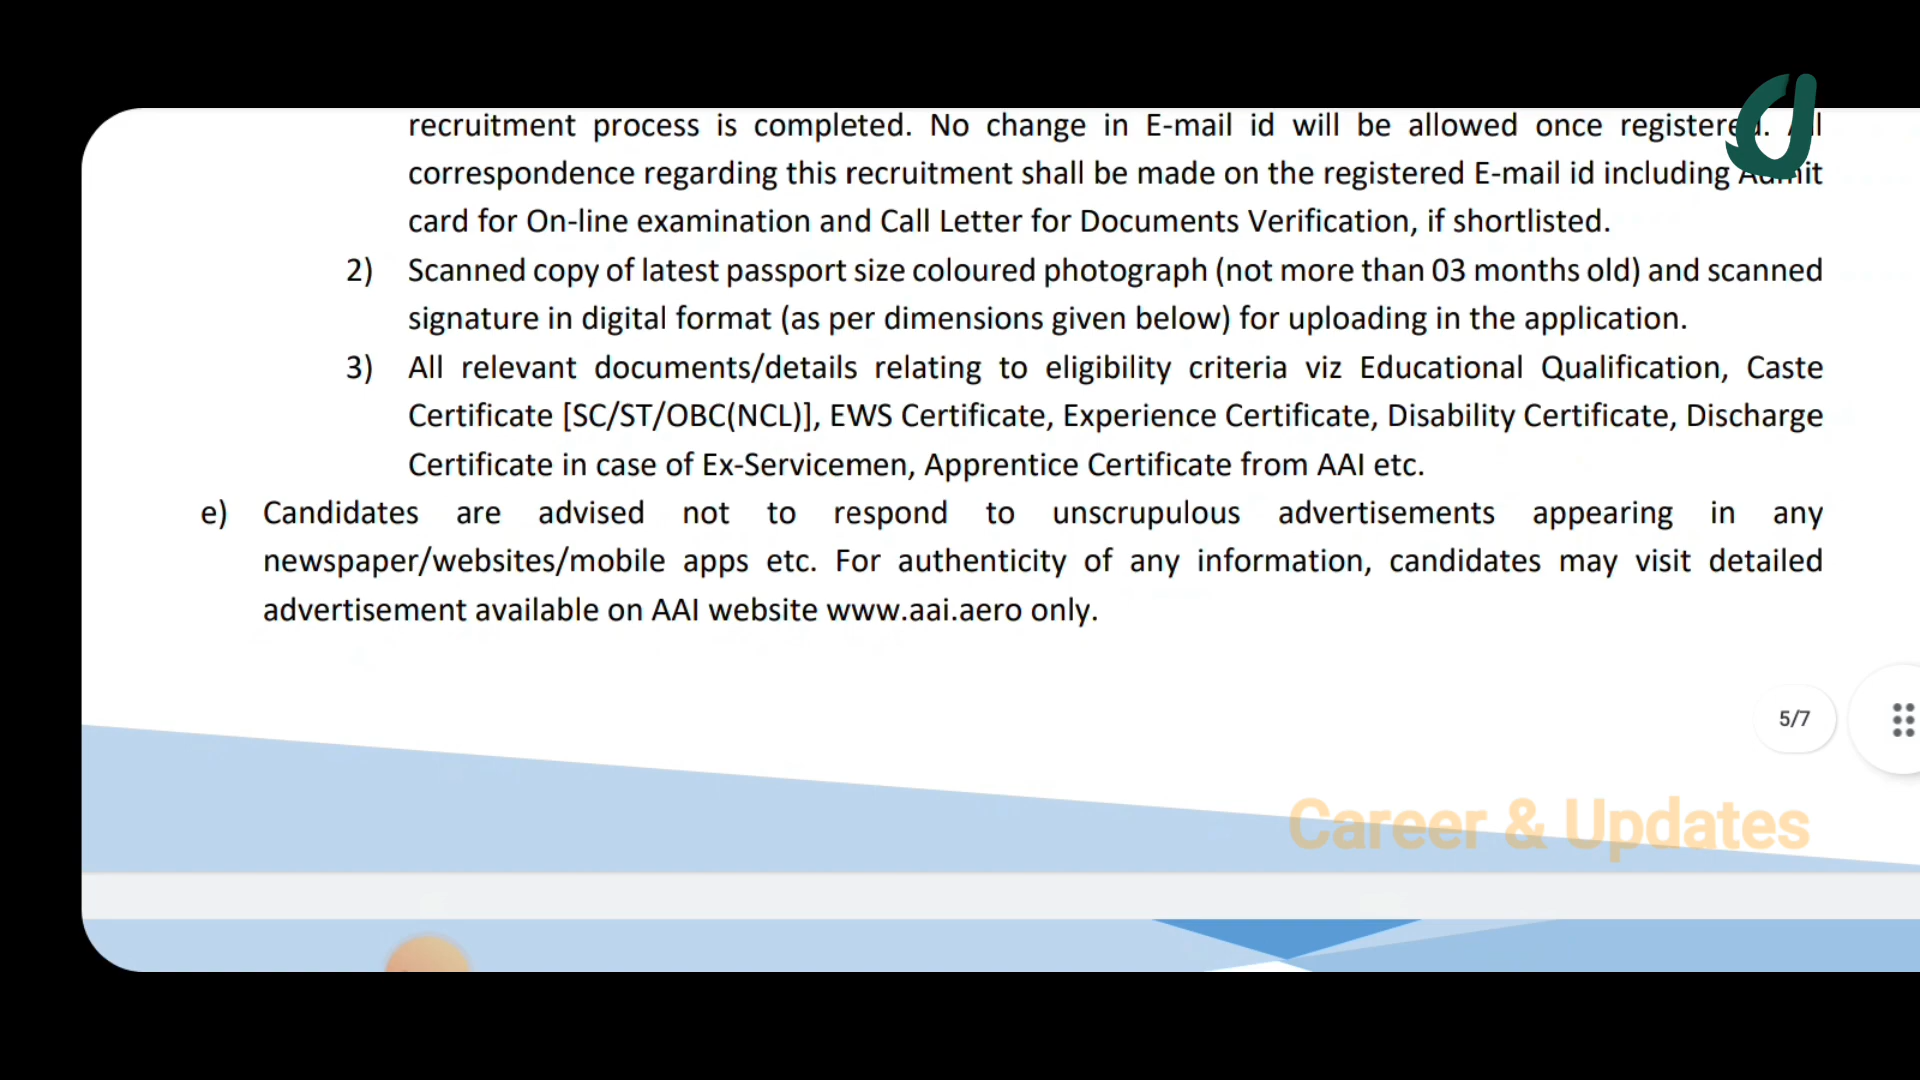 recruitment process is completed. No change in E-mail id will be allowed once registered. All
correspondence regarding this recruitment shall be made on the registered E-mail id including Admit
card for On-line examination and Call Letter for Documents Verification, if shortlisted.
2) Scanned copy of latest passport size coloured photograph (not more than 03 months old) and scanned
signature in digital format (as per dimensions given below) for uploading in the application.
3) All relevant documents/details relating to eligibility criteria viz Educational Qualification, Caste
Certificate [SC/ST/OBC(NCL)], EWS Certificate, Experience Certificate, Disability Certificate, Discharge
Certificate in case of Ex-Servicemen, Apprentice Certificate from AAI etc.
e) Candidates are advised not to respond to unscrupulous advertisements appearing in any
newspaper/websites/mobile apps etc. For authenticity of any information, candidates may visit detailed
advertisement available on AAI website www.aai.aero only.
5/7
Career & Updates